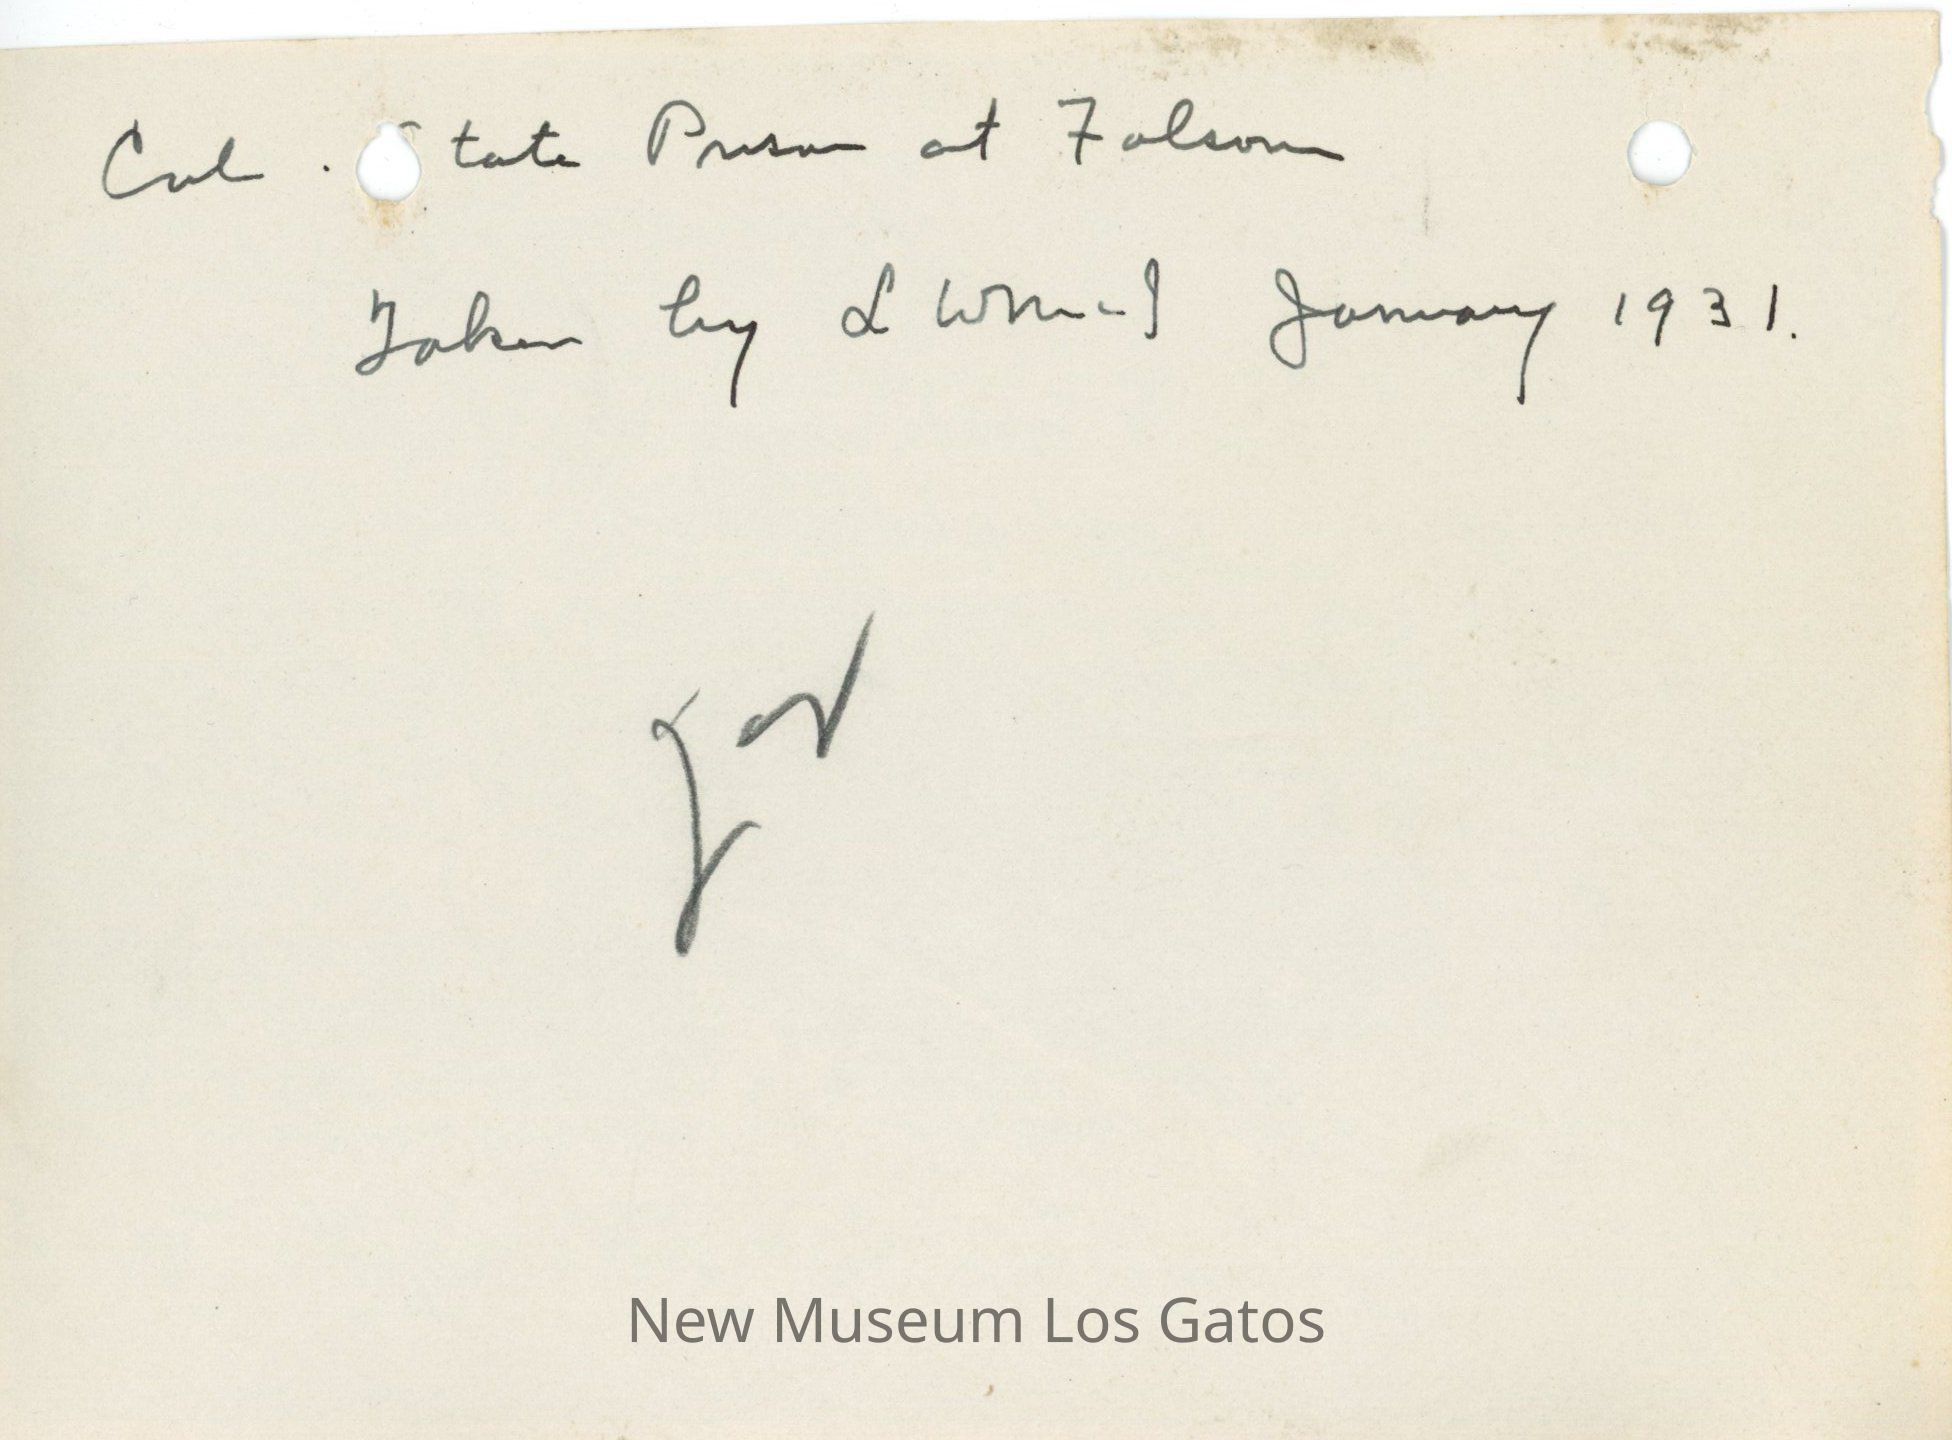 Cal. State Prison at Folsom
Taken by L January 1931.
New Museum Los Gatos